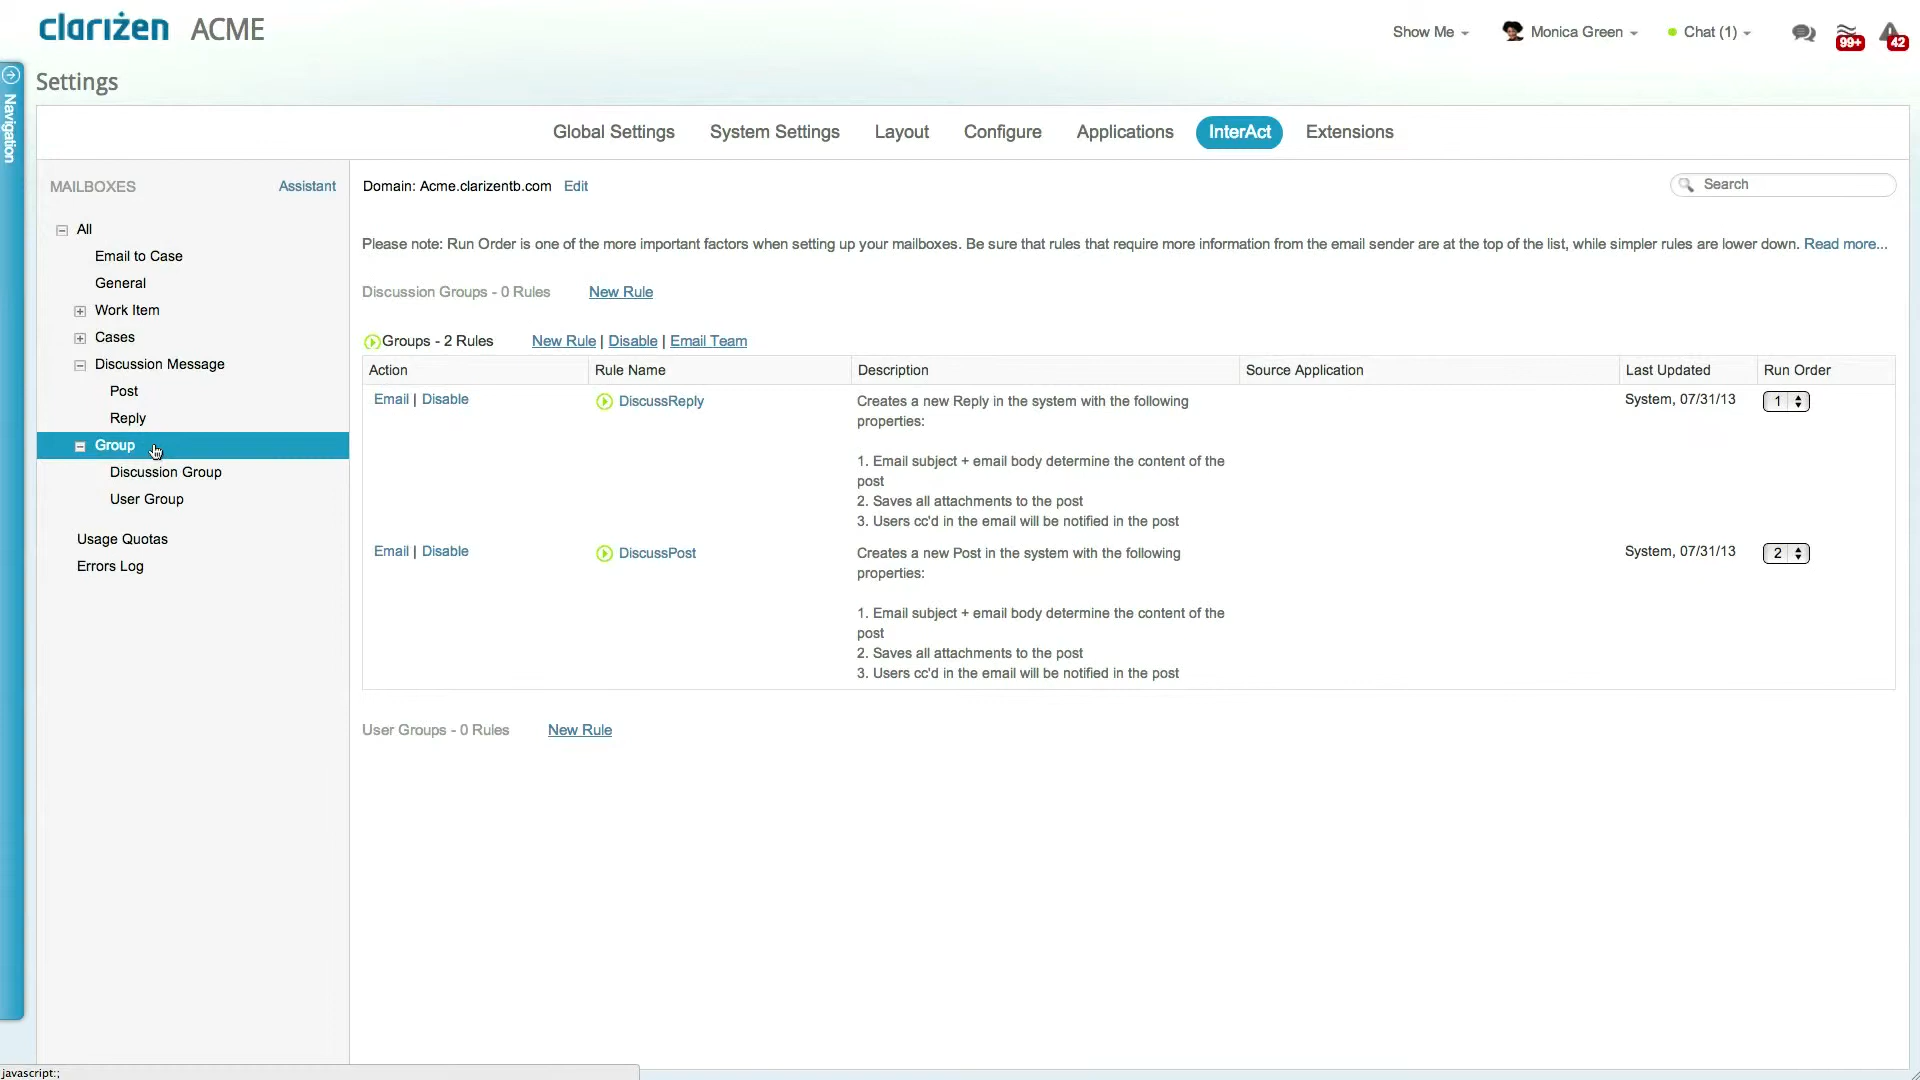 clarizen ACME
Show Me
Monica Green
Chat (1)
99+
42
Navigation
Settings
Global Settings
System Settings
Layout
Configure
Applications
InterAct
Extensions
MAILBOXES
Assistant
All
Email to Case
General
Work Item
Cases
Discussion Message
Post
Reply
Group
Discussion Group
User Group
Usage Quotas
Errors Log
Domain: Acme.clarizentb.com Edit
Search
Please note: Run Order is one of the more important factors when setting up your mailboxes. Be sure that rules that require more information from the email sender are at the top of the list, while simpler rules are lower down. Read more...
Discussion Groups - 0 Rules New Rule
Groups - 2 Rules New Rule | Disable | Email Team
Action Rule Name Description Source Application Last Updated Run Order
Email | Disable DiscussReply Creates a new Reply in the system with the following System, 07/31/13 1
properties:
1. Email subject + email body determine the content of the
post
2. Saves all attachments to the post
3. Users cc'd in the email will be notified in the post
Email | Disable DiscussPost Creates a new Post in the system with the following System, 07/31/13 2
properties:
1. Email subject + email body determine the content of the
post
2. Saves all attachments to the post
3. Users cc'd in the email will be notified in the post
User Groups - 0 Rules New Rule
javascript:;